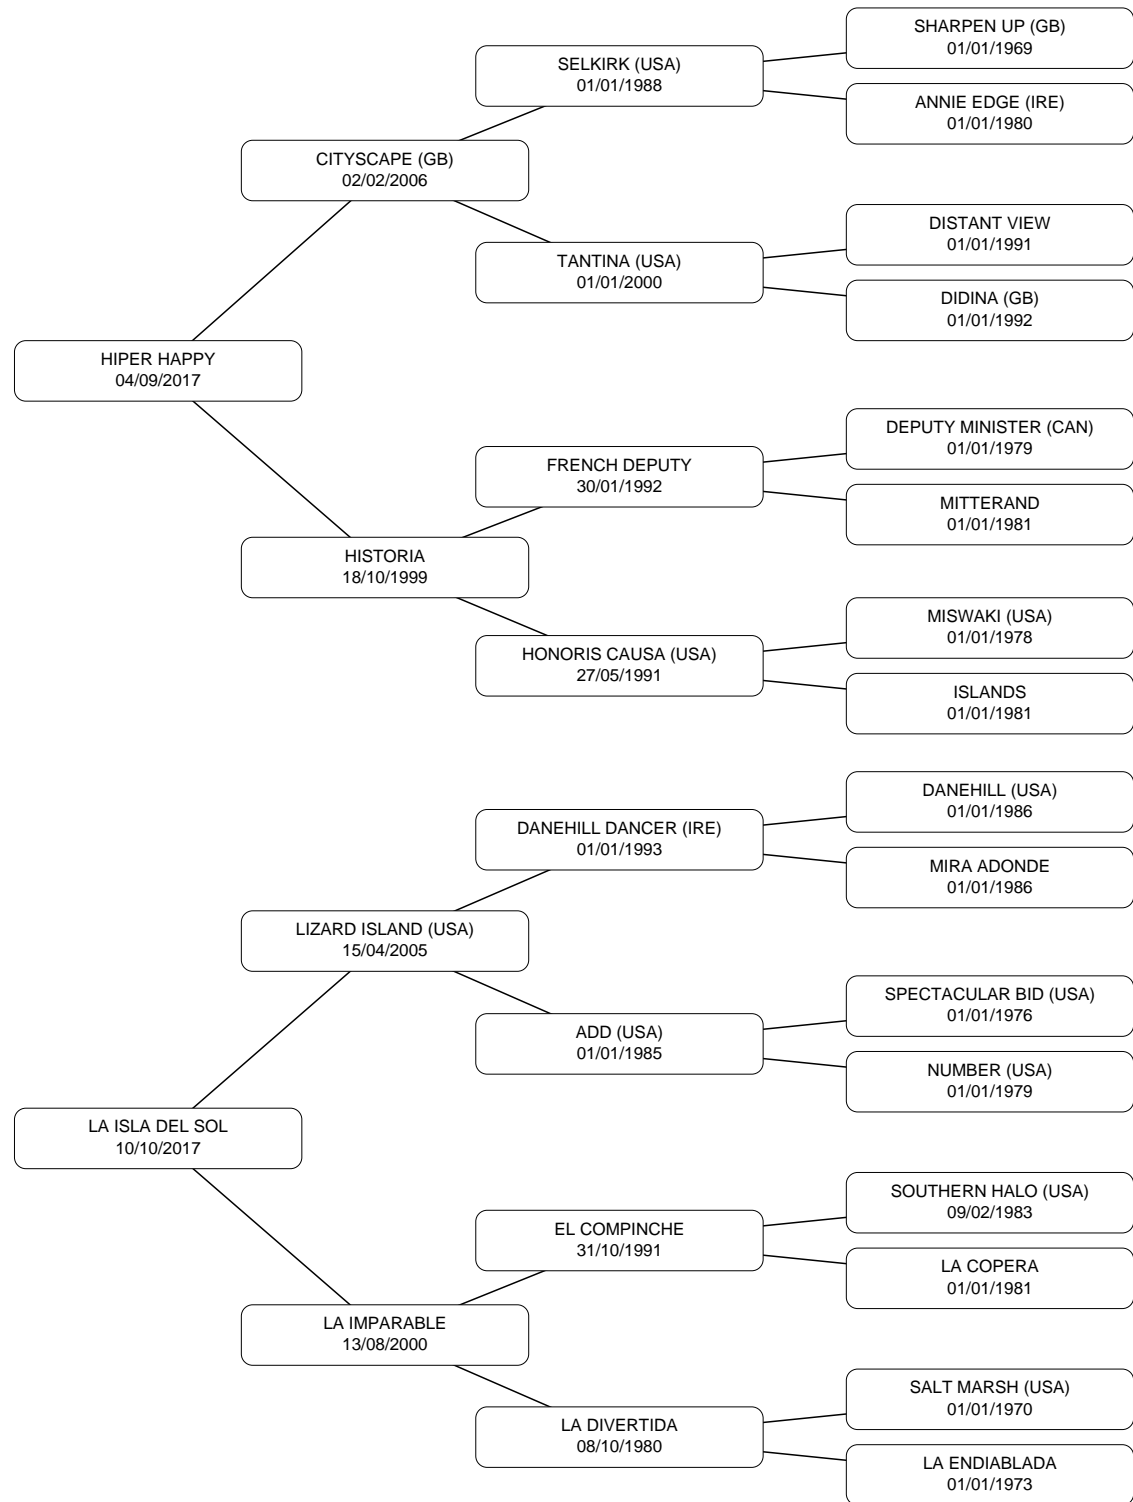 SHARPEN UP (GB)
01/01/1969
SELKIRK (USA)
01/01/1988
ANNIE EDGE (IRE)
01/01/1980
CITYSCAPE (GB)
02/02/2006
DISTANT VIEW
01/01/1991
TANTINA (USA)
01/01/2000
DIDINA (GB)
01/01/1992
HIPER HAPPY
04/09/2017
DEPUTY MINISTER (CAN)
01/01/1979
FRENCH DEPUTY
30/01/1992
MITTERAND
01/01/1981
HISTORIA
18/10/1999
MISWAKI (USA)
01/01/1978
HONORIS CAUSA (USA)
27/05/1991
ISLANDS
01/01/1981
DANEHILL (USA)
01/01/1986
DANEHILL DANCER (IRE)
01/01/1993
MIRA ADONDE
01/01/1986
LIZARD ISLAND (USA)
15/04/2005
SPECTACULAR BID (USA)
01/01/1976
ADD (USA)
01/01/1985
NUMBER (USA)
01/01/1979
LA ISLA DEL SOL
10/10/2017
SOUTHERN HALO (USA)
09/02/1983
EL COMPINCHE
31/10/1991
LA COPERA
01/01/1981
LA IMPARABLE
13/08/2000
SALT MARSH (USA)
01/01/1970
LA DIVERTIDA
08/10/1980
LA ENDIABLADA
01/01/1973